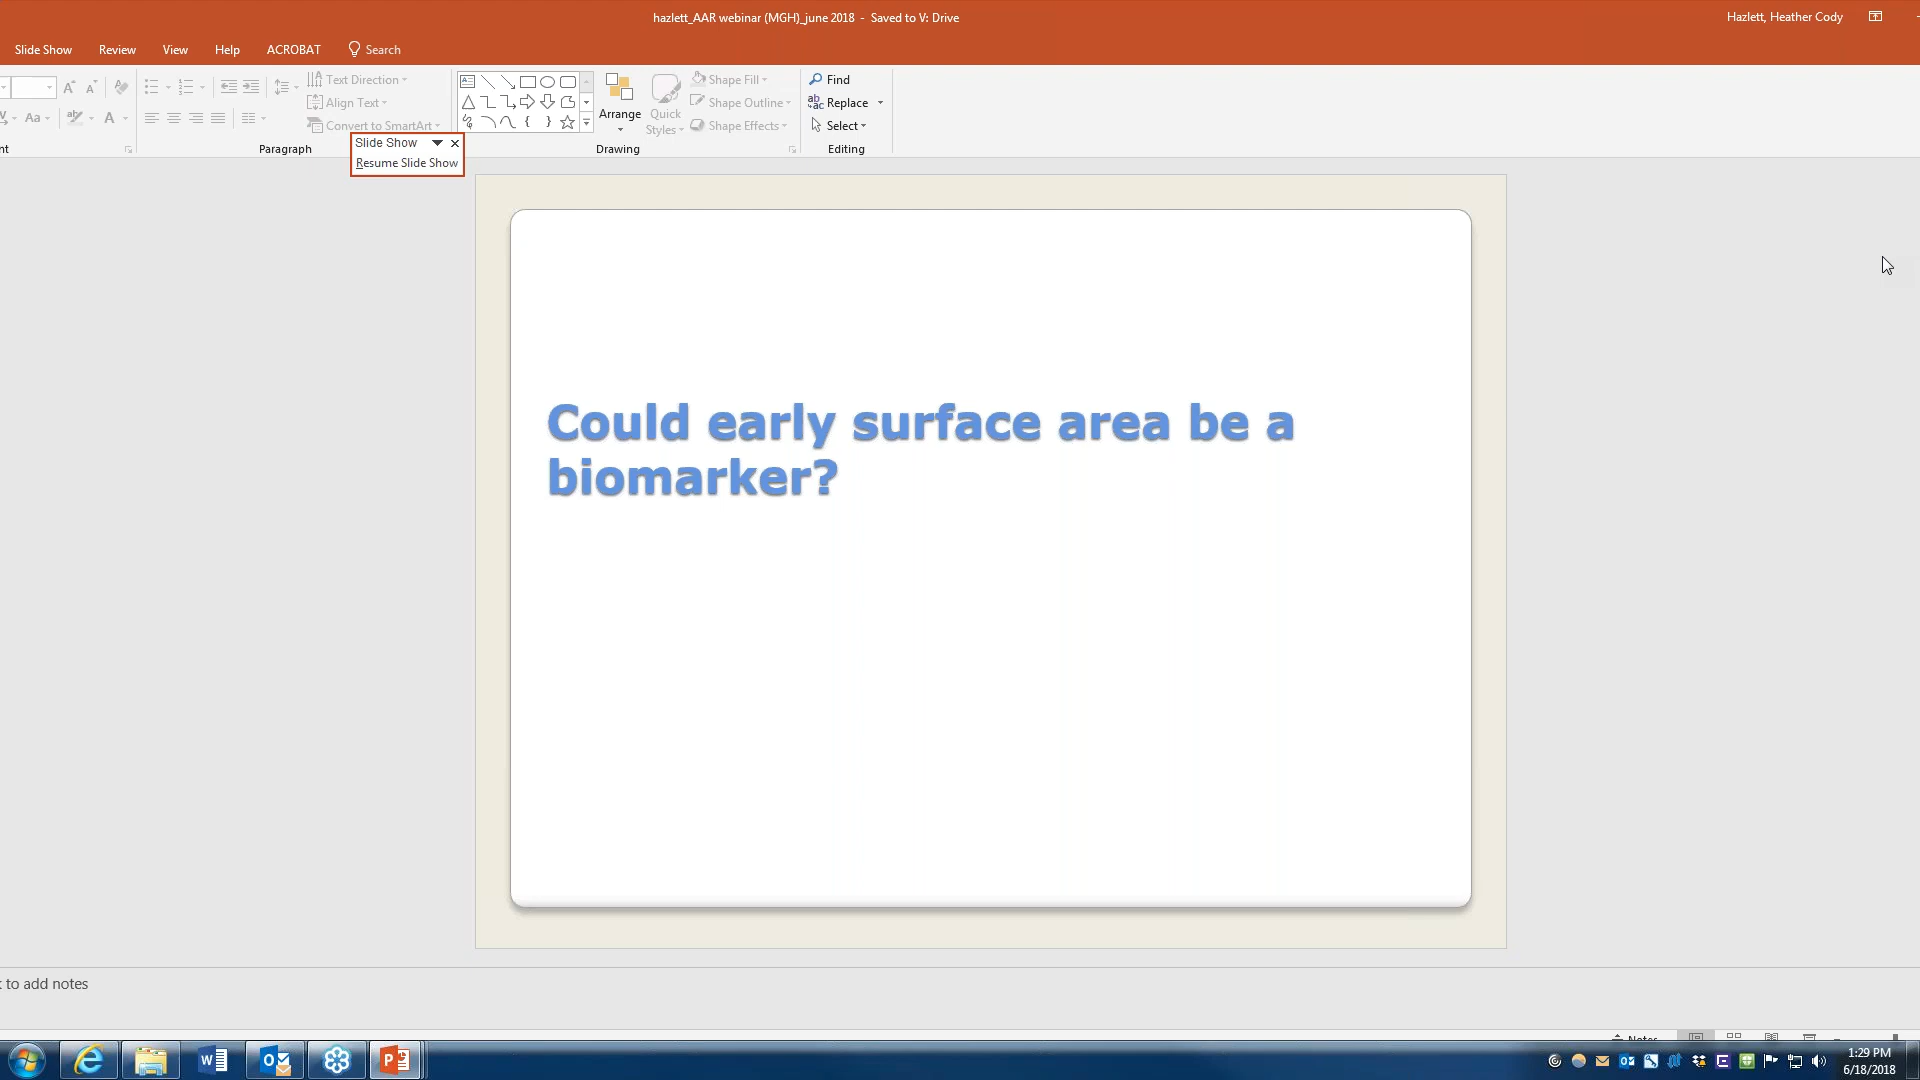 hazlett_AAR webinar (MGH)_june 2018 - Saved to V: Drive
Hazlett, Heather Cody
Slide Show Review View Help ACROBAT Search
Text Direction
Align Text
Convert to SmartArt
Aa
Paragraph
Arrange
Quick
Styles
Shape Fill
Shape Outline
Shape Effects
Drawing
Find
Replace
Select
Editing
Slide Show
Resume Slide Show
Could early surface area be a
biomarker?
to add notes
1:29 PM
6/18/2018